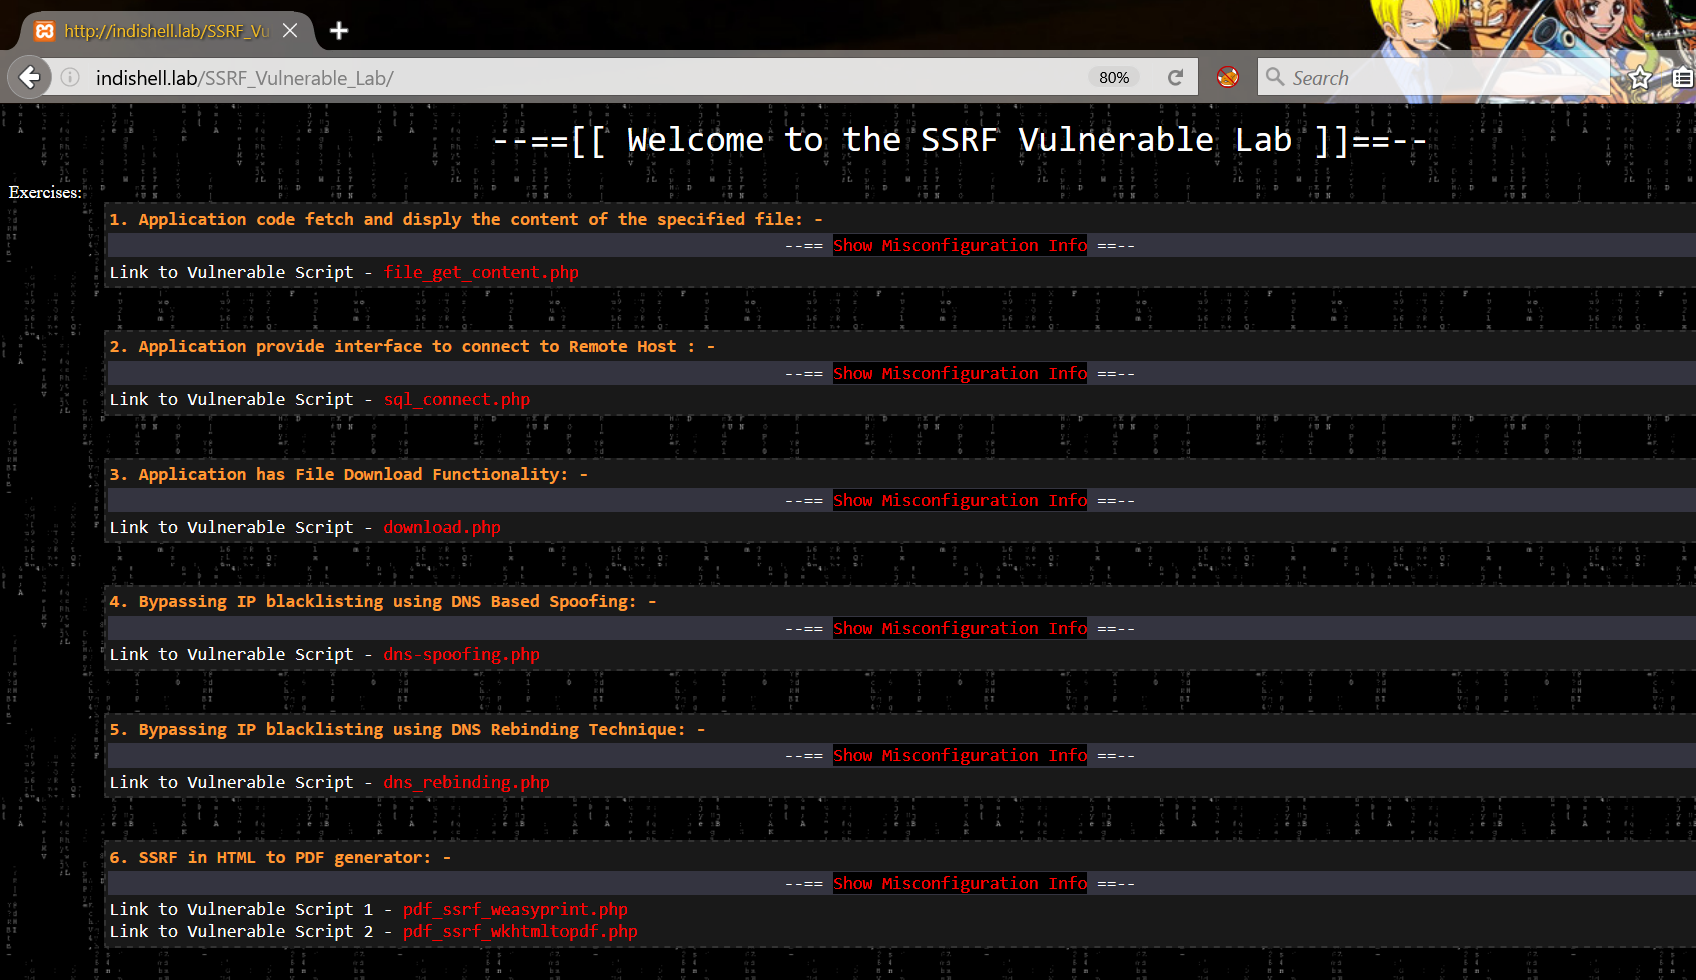 http://indishell.lab/SSRF_Vu
indishell.lab/SSRF_Vulnerable_Lab/
80%
Search
--==[[ Welcome to the SSRF Vulnerable Lab ]]==--
Exercises:
1. Application code fetch and disply the content of the specified file: -
--== Show Misconfiguration Info ==--
Link to Vulnerable Script - file_get_content.php
2. Application provide interface to connect to Remote Host : -
--== Show Misconfiguration Info ==--
Link to Vulnerable Script - sql_connect.php
3. Application has File Download Functionality: -
--== Show Misconfiguration Info ==--
Link to Vulnerable Script - download.php
4. Bypassing IP blacklisting using DNS Based Spoofing: -
--== Show Misconfiguration Info ==--
Link to Vulnerable Script - dns-spoofing.php
5. Bypassing IP blacklisting using DNS Rebinding Technique: -
--== Show Misconfiguration Info ==--
Link to Vulnerable Script - dns_rebinding.php
6. SSRF in HTML to PDF generator: -
--== Show Misconfiguration Info ==--
Link to Vulnerable Script 1 - pdf_ssrf_weasyprint.php
Link to Vulnerable Script 2 - pdf_ssrf_wkhtmltopdf.php